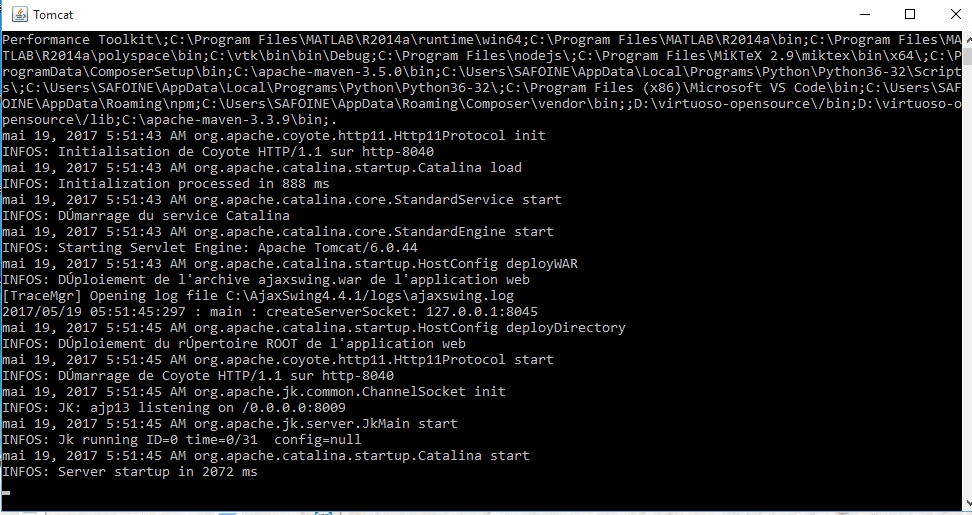 Tomcat
Performance Toolkit\;C:\Program Files\MATLAB\R2014a\runtime\win64;C:\Program Files\MATLAB\R2014a\bin;C:\Program Files\MA
TLAB\R2014a\polyspace\bin;C:\vtk\bin\bin\Debug;C:\Program Files\nodejs\;C:\Program Files\MiKTeX 2.9\miktex\bin\x64\;C:\P
rogramData\ComposerSetup\bin;C:\apache-maven-3.5.0\bin;C:\Users\SAFOINE\AppData\Local\Programs\Python\Python36-32\Script
s\;C:\Users\SAFOINE\AppData\Local\Programs\Python\Python36-32\;C:\Program Files (x86)\Microsoft VS Code\bin;C:\Users\SAF
OINE\AppData\Roaming\npm;C:\Users\SAFOINE\AppData\Roaming\Composer\vendor\bin;;D:\virtuoso-opensource\/bin;D:\virtuoso-o
pensource\/lib;C:\apache-maven-3.3.9\bin;.
mai 19, 2017 5:51:43 AM org.apache.coyote.http11.Http11Protocol init
INFOS: Initialisation de Coyote HTTP/1.1 sur http-8040
mai 19, 2017 5:51:43 AM org.apache.catalina.startup.Catalina load
INFOS: Initialization processed in 888 ms
mai 19, 2017 5:51:43 AM org.apache.catalina.core.StandardService start
INFOS: DÚmarrage du service Catalina
mai 19, 2017 5:51:43 AM org.apache.catalina.core.StandardEngine start
INFOS: Starting Servlet Engine: Apache Tomcat/6.0.44
mai 19, 2017 5:51:43 AM org.apache.catalina.startup.HostConfig deployWAR
INFOS: DÚploiement de l'archive ajaxswing.war de l'application web
[TraceMgr] Opening log file C:\AjaxSwing4.4.1/logs\ajaxswing.log
2017/05/19 05:51:45:297 : main : createServerSocket: 127.0.0.1:8045
mai 19, 2017 5:51:45 AM org.apache.catalina.startup.HostConfig deployDirectory
INFOS: DÚploiement du rÚpertoire ROOT de l'application web
mai 19, 2017 5:51:45 AM org.apache.coyote.http11.Http11Protocol start
INFOS: DÚmarrage de Coyote HTTP/1.1 sur http-8040
mai 19, 2017 5:51:45 AM org.apache.jk.common.ChannelSocket init
INFOS: JK: ajp13 listening on /0.0.0.0:8009
mai 19, 2017 5:51:45 AM org.apache.jk.server.JkMain start
INFOS: Jk running ID=0 time=0/31  config=null
mai 19, 2017 5:51:45 AM org.apache.catalina.startup.Catalina start
INFOS: Server startup in 2072 ms